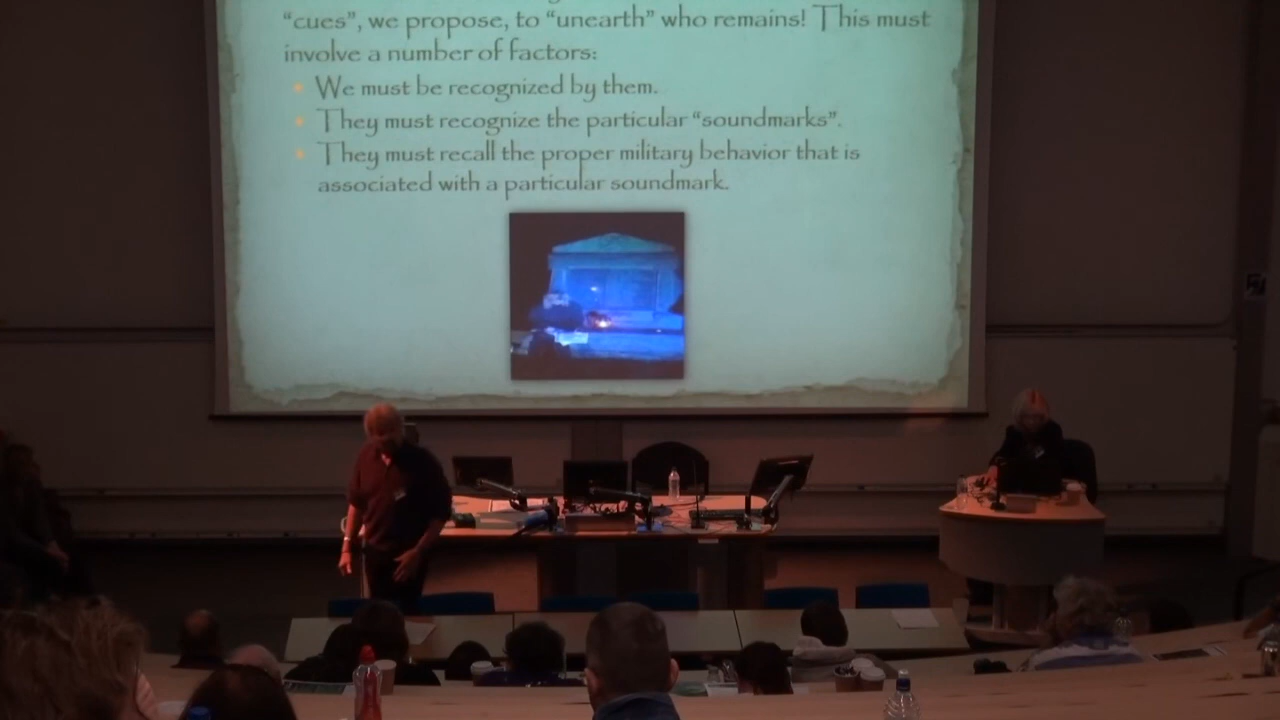 “cues”, we propose, to “unearth” who remains! This must
involve a number of factors:
We must be recognized by them.
They must recognize the particular “soundmarks”.
They must recall the proper military behavior that is
associated with a particular soundmark.